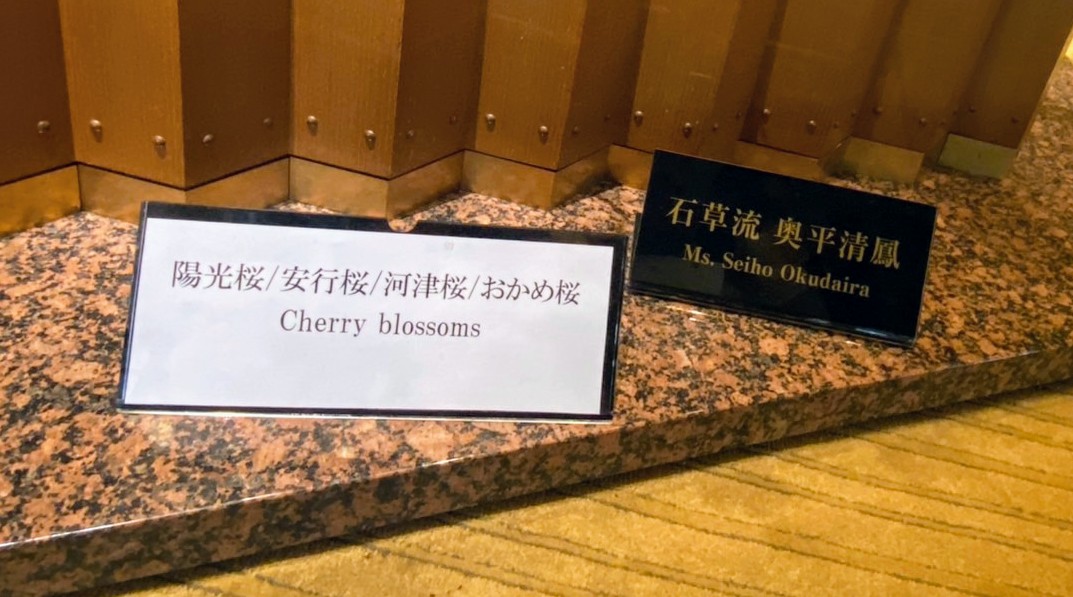 陽光桜/安行桜/河津桜/おかめ桜
Cherry blossoms
石草流 奥平清鳳
Ms. Seiho Okudaira